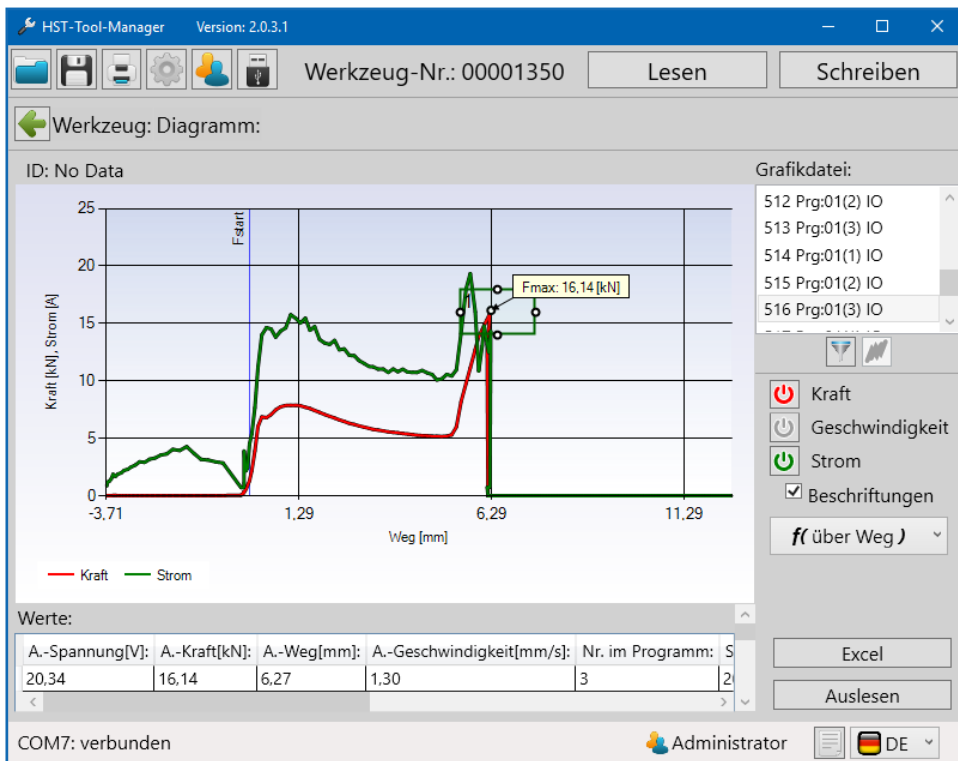 HST-Tool-Manager Version: 2.0.3.1
Werkzeug-Nr.: 00001350 Lesen Schreiben
Werkzeug: Diagramm:
ID: No Data
25
20
15
10
5
0
Kraft [kN], Strom [A]
Fstart
Fmax: 16,14 [kN]
-3,71 1,29 6,29 11,29
Weg [mm]
Kraft Strom
Grafikdatei:
512 Prg:01(2) IO
513 Prg:01(3) IO
514 Prg:01(1) IO
515 Prg:01(2) IO
516 Prg:01(3) IO
Kraft
Geschwindigkeit
Strom
Beschriftungen
f( über Weg )
Werte:
A.-Spannung[V]: A.-Kraft[kN]: A.-Weg[mm]: A.-Geschwindigkeit[mm/s]: Nr. im Programm: S
20,34 16,14 6,27 1,30 3
Excel
Auslesen
COM7: verbunden Administrator DE